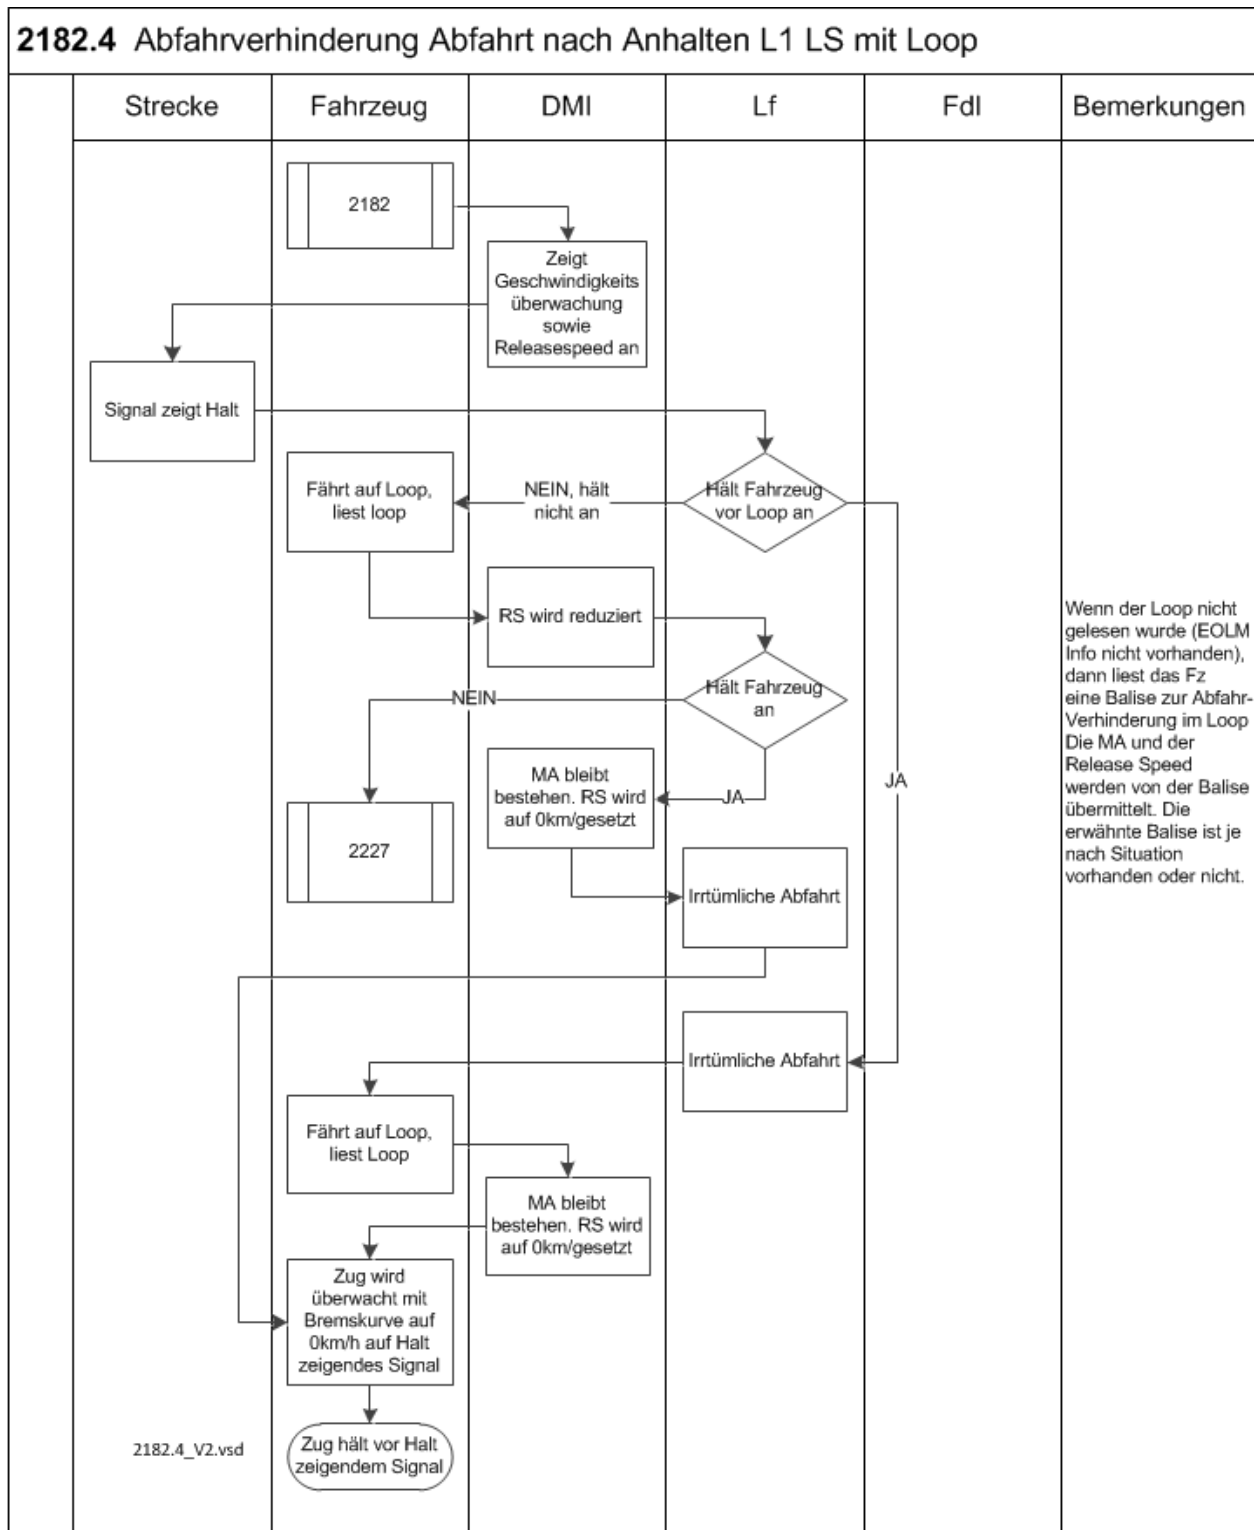 2182.4 Abfahrverhinderung Abfahrt nach Anhalten L1 LS mit Loop
Strecke
Fahrzeug
DMI
Lf
Fdl
Bemerkungen
2182
Zeigt
Geschwindigkeits
überwachung
sowie
Releasespeed an
Signal zeigt Halt
Fährt auf Loop,
liest loop
NEIN, hält
nicht an
Hält Fahrzeug
vor Loop an
RS wird reduziert
Hält Fahrzeug
an
NEIN
MA bleibt
bestehen. RS wird
auf 0km/gesetzt
JA
JA
2227
Irrtümliche Abfahrt
Irrtümliche Abfahrt
Fährt auf Loop,
liest Loop
MA bleibt
bestehen. RS wird
auf 0km/gesetzt
Zug wird
überwacht mit
Bremskurve auf
0km/h auf Halt
zeigendes Signal
Zug hält vor Halt
zeigendem Signal
2182.4_V2.vsd
Wenn der Loop nicht
gelesen wurde (EOLM
Info nicht vorhanden),
dann liest das Fz
eine Balise zur Abfahr-
Verhinderung im Loop
Die MA und der
Release Speed
werden von der Balise
übermittelt. Die
erwähnte Balise ist je
nach Situation
vorhanden oder nicht.